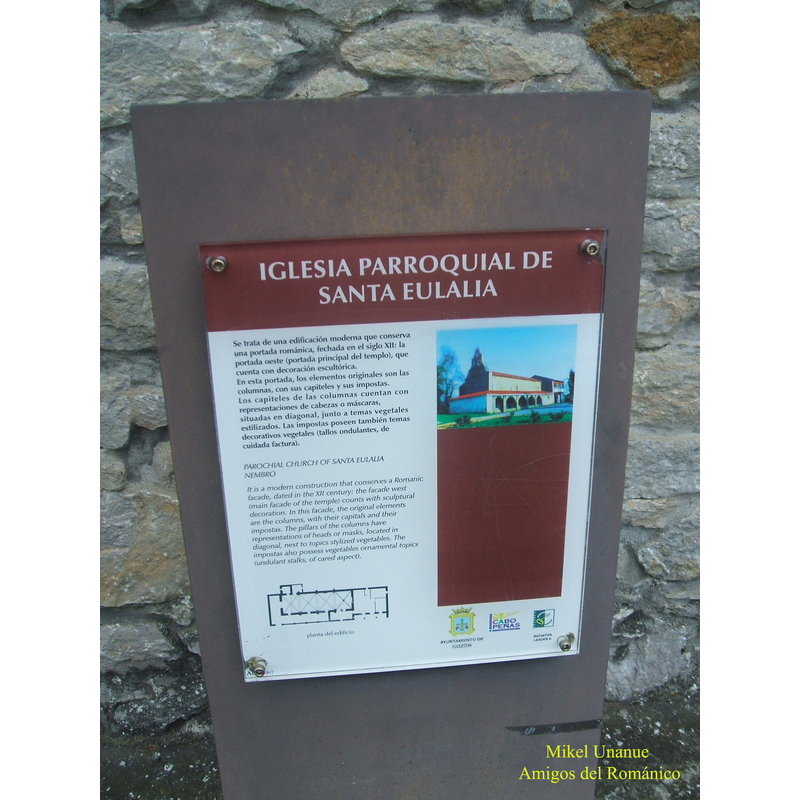 IGLESIA PARROQUIAL DE
SANTA EULALIA
Se trata de una edificación moderna que conserva
una portada románica, fechada en el siglo XII: la
portada oeste (portada principal del templo), que
cuenta con decoración escultórica.
En esta portada, los elementos originales son las
columnas, con sus capiteles y sus impostas.
Los capiteles de las columnas cuentan con
representaciones de cabezas o máscaras,
situadas en diagonal, junto a temas vegetales
estilizados. Las impostas poseen también temas
decorativos vegetales (tallos ondulantes, de
cuidada factura).
PAROCHIAL CHURCH OF SANTA EULALIA
NEMBRO
It is a modern construction that conserves a Romanic
facade, dated in the XII century: the facade west
(main facade of the temple) counts with sculptural
decoration. In this facade, the original elements
are the columns, with their capitals and their
impostas. The pillars of the columns have
representations of heads or masks, located in
diagonal, next to topics stylized vegetables. The
impostas also possess vegetables ornamental topics
(undulant stalks, of cared aspect).
planta del edificio
AYUNTAMIENTO DE
GOZÓN
CABO
PEÑAS
INICIATIVA
LEADER II
Mikel Unanue
Amigos del Románico